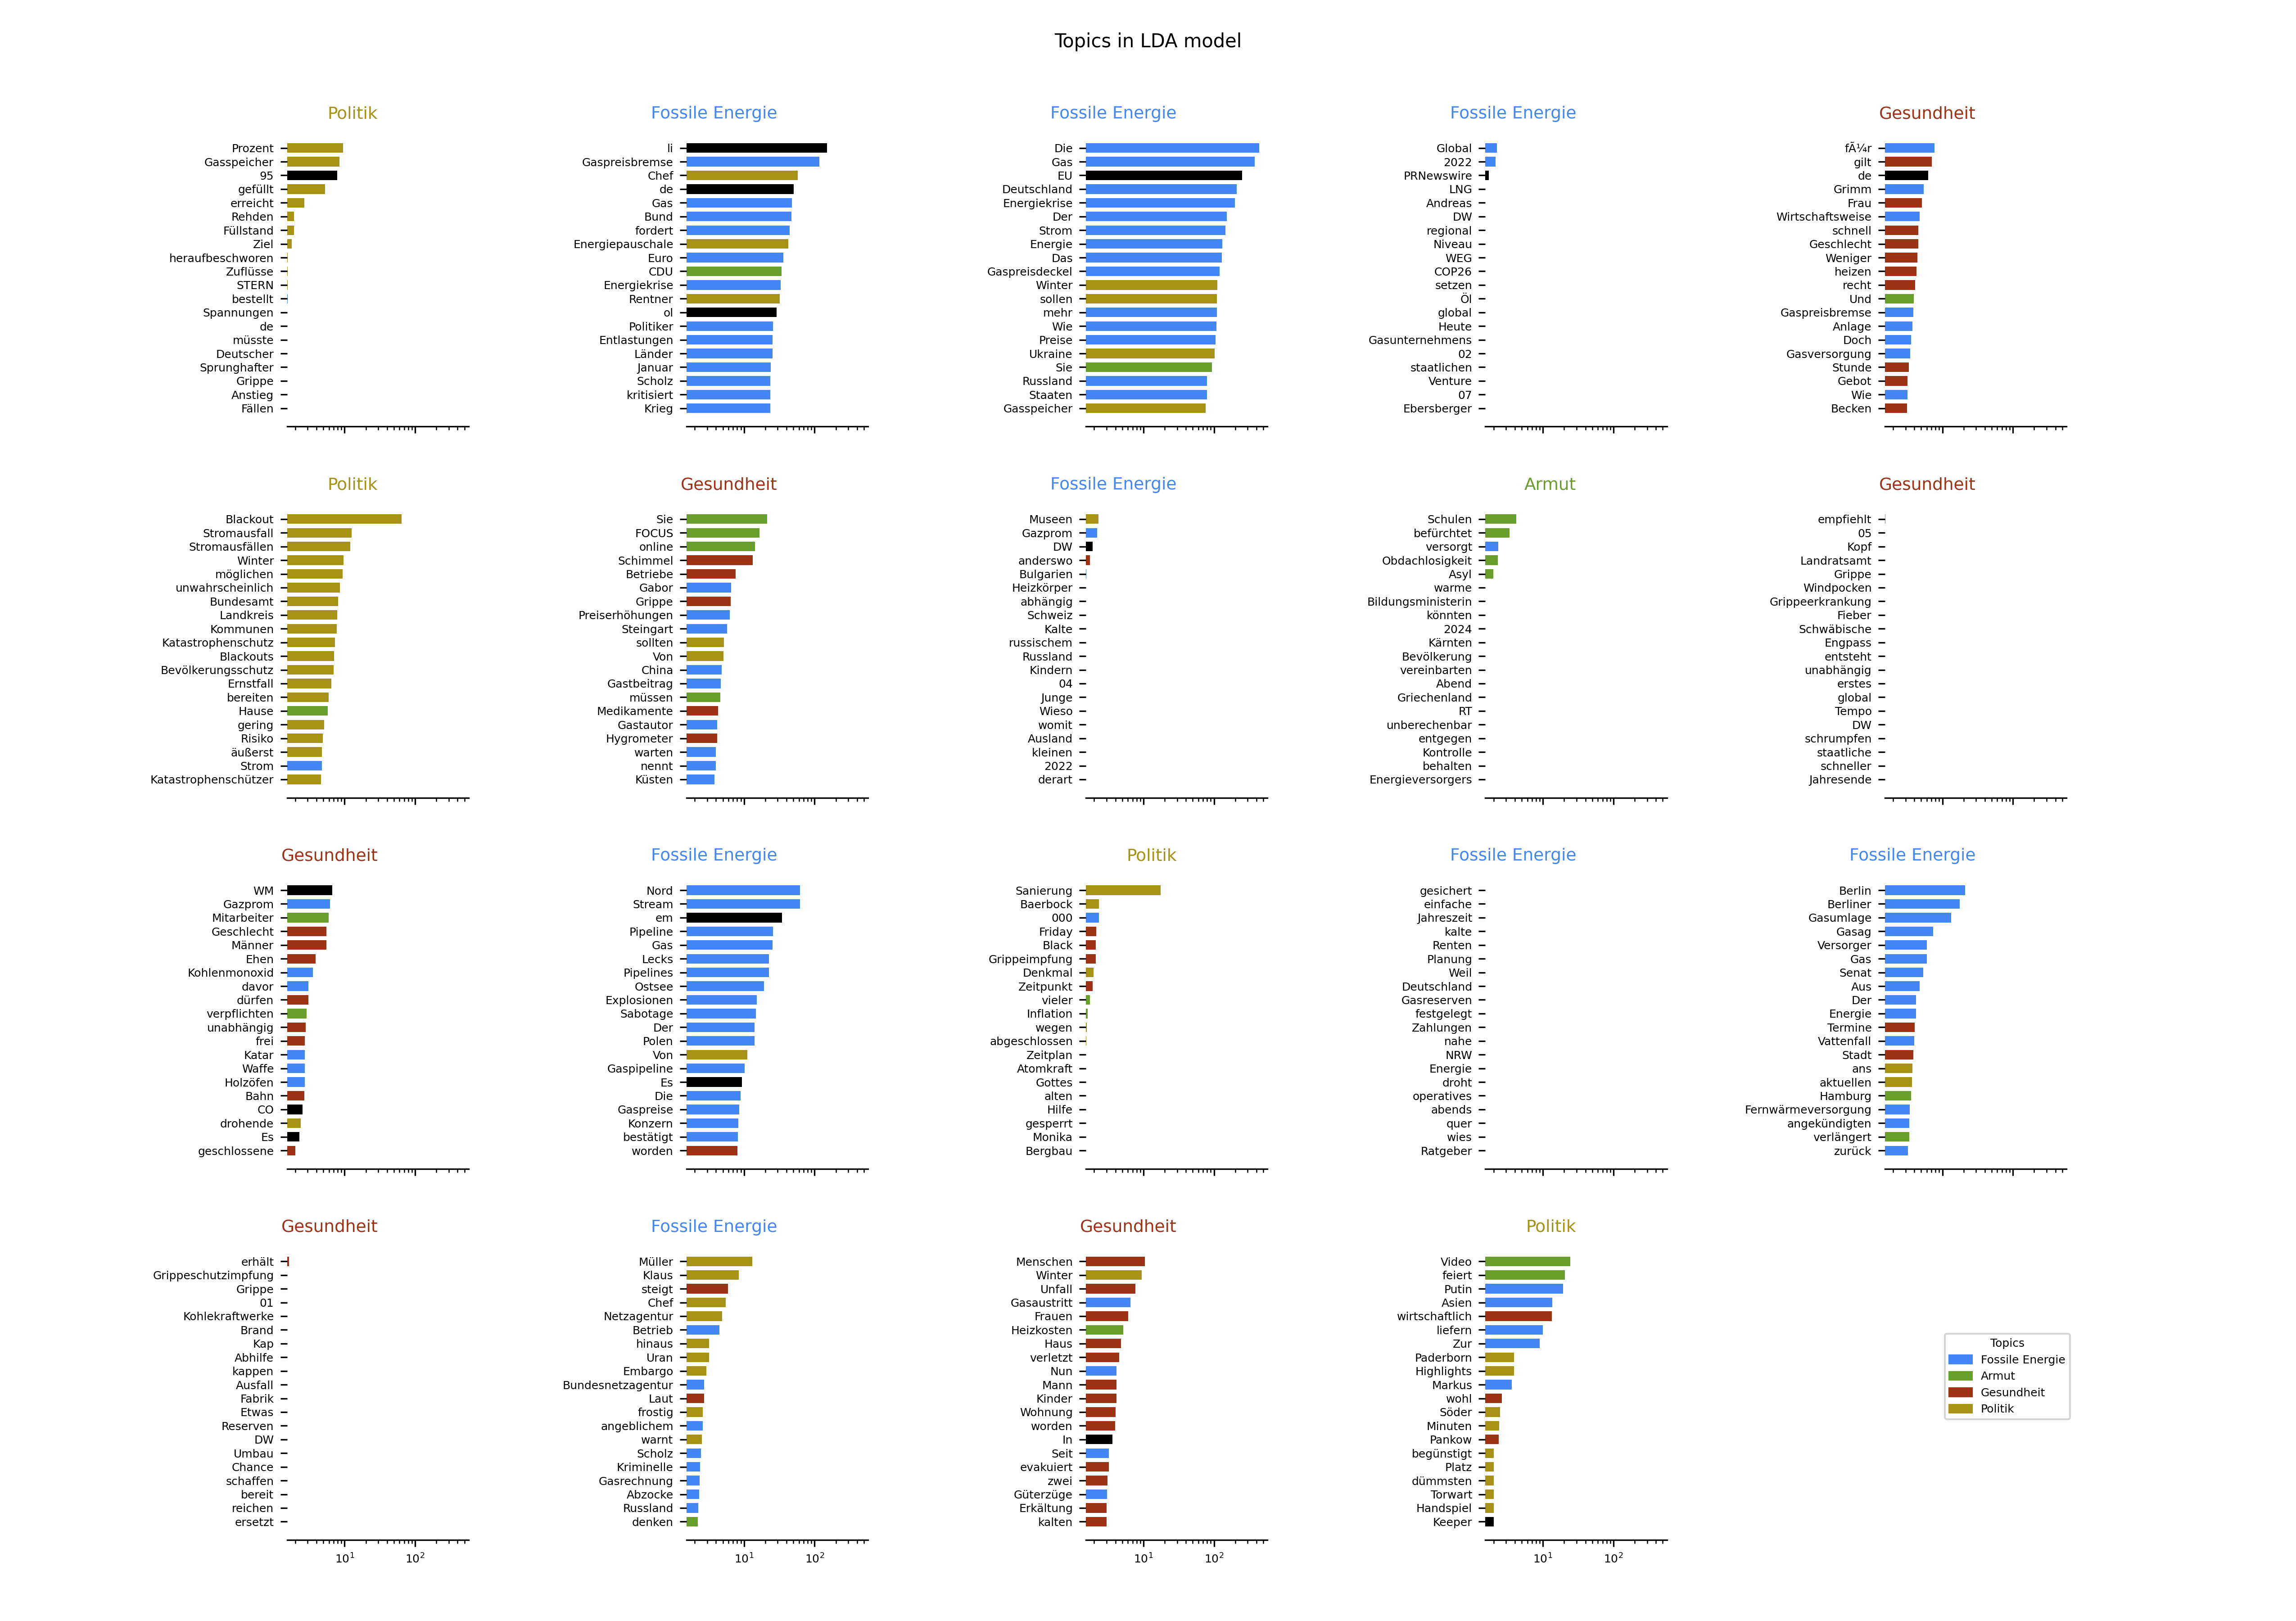 Topics in LDA model
Politik
Prozent
Gasspeicher
95
gefüllt
erreicht
Rehden
Füllstand
Ziel
heraufbeschworen
Zuflüsse
STERN
bestellt
Spannungen
de
müsste
Deutscher
Sprunghafter
Grippe
Anstieg
Fällen
Fossile Energie
li
Gaspreisbremse
Chef
de
Gas
Bund
fordert
Energiepauschale
Euro
CDU
Energiekrise
Rentner
ol
Politiker
Entlastungen
Länder
Januar
Scholz
kritisiert
Krieg
Fossile Energie
Die
Gas
EU
Deutschland
Energiekrise
Der
Strom
Energie
Das
Gaspreisdeckel
Winter
sollen
mehr
Wie
Preise
Ukraine
Sie
Russland
Staaten
Gasspeicher
Fossile Energie
Global
2022
PRNewswire
LNG
Andreas
DW
regional
Niveau
WEG
COP26
setzen
Öl
global
Heute
Gasunternehmens
02
staatlichen
Venture
07
Ebersberger
Gesundheit
fÃ¼r
gilt
de
Grimm
Frau
Wirtschaftsweise
schnell
Geschlecht
Weniger
heizen
recht
Und
Gaspreisbremse
Anlage
Doch
Gasversorgung
Stunde
Gebot
Wie
Becken
Politik
Blackout
Stromausfall
Stromausfällen
Winter
möglichen
unwahrscheinlich
Bundesamt
Landkreis
Kommunen
Katastrophenschutz
Blackouts
Bevölkerungsschutz
Ernstfall
bereiten
Hause
gering
Risiko
äußerst
Strom
Katastrophenschützer
Gesundheit
Sie
FOCUS
online
Schimmel
Betriebe
Gabor
Grippe
Preiserhöhungen
Steingart
sollten
Von
China
Gastbeitrag
müssen
Medikamente
Gastautor
Hygrometer
warten
nennt
Küsten
Fossile Energie
Museen
Gazprom
DW
anderswo
Bulgarien
Heizkörper
abhängig
Schweiz
Kalte
russischem
Russland
Kindern
04
Junge
Wieso
womit
Ausland
kleinen
2022
derart
Armut
Schulen
befürchtet
versorgt
Obdachlosigkeit
Asyl
warme
Bildungsministerin
könnten
2024
Kärnten
Bevölkerung
vereinbarten
Abend
Griechenland
RT
unberechenbar
entgegen
Kontrolle
behalten
Energieversorgers
Gesundheit
empfiehlt
05
Kopf
Landratsamt
Grippe
Windpocken
Grippeerkrankung
Fieber
Schwäbische
Engpass
entsteht
unabhängig
erstes
global
Tempo
DW
schrumpfen
staatliche
schneller
Jahresende
Gesundheit
WM
Gazprom
Mitarbeiter
Geschlecht
Männer
Ehen
Kohlenmonoxid
davor
dürfen
verpflichten
unabhängig
frei
Katar
Waffe
Holzöfen
Bahn
CO
drohende
Es
geschlossene
Fossile Energie
Nord
Stream
em
Pipeline
Gas
Lecks
Pipelines
Ostsee
Explosionen
Sabotage
Der
Polen
Von
Gaspipeline
Es
Die
Gaspreise
Konzern
bestätigt
worden
Politik
Sanierung
Baerbock
000
Friday
Black
Grippeimpfung
Denkmal
Zeitpunkt
vieler
Inflation
wegen
abgeschlossen
Zeitplan
Atomkraft
Gottes
alten
Hilfe
gesperrt
Monika
Bergbau
Fossile Energie
gesichert
einfache
Jahreszeit
kalte
Renten
Planung
Weil
Deutschland
Gasreserven
festgelegt
Zahlungen
nahe
NRW
Energie
droht
operatives
abends
quer
wies
Ratgeber
Fossile Energie
Berlin
Berliner
Gasumlage
Gasag
Versorger
Gas
Senat
Aus
Der
Energie
Termine
Vattenfall
Stadt
ans
aktuellen
Hamburg
Fernwärmeversorgung
angekündigten
verlängert
zurück
Gesundheit
erhält
Grippeschutzimpfung
Grippe
01
Kohlekraftwerke
Brand
Kap
Abhilfe
kappen
Ausfall
Fabrik
Etwas
Reserven
DW
Umbau
Chance
schaffen
bereit
reichen
ersetzt
10¹ 10²
Fossile Energie
Müller
Klaus
steigt
Chef
Netzagentur
Betrieb
hinaus
Uran
Embargo
Bundesnetzagentur
Laut
frostig
angeblichem
warnt
Scholz
Kriminelle
Gasrechnung
Abzocke
Russland
denken
10¹ 10²
Gesundheit
Menschen
Winter
Unfall
Gasaustritt
Frauen
Heizkosten
Haus
verletzt
Nun
Mann
Kinder
Wohnung
worden
In
Seit
evakuiert
zwei
Güterzüge
Erkältung
kalten
10¹ 10²
Politik
Video
feiert
Putin
Asien
wirtschaftlich
liefern
Zur
Paderborn
Highlights
Markus
wohl
Söder
Minuten
Pankow
begünstigt
Platz
dümmsten
Torwart
Handspiel
Keeper
10¹ 10²
Topics
Fossile Energie
Armut
Gesundheit
Politik